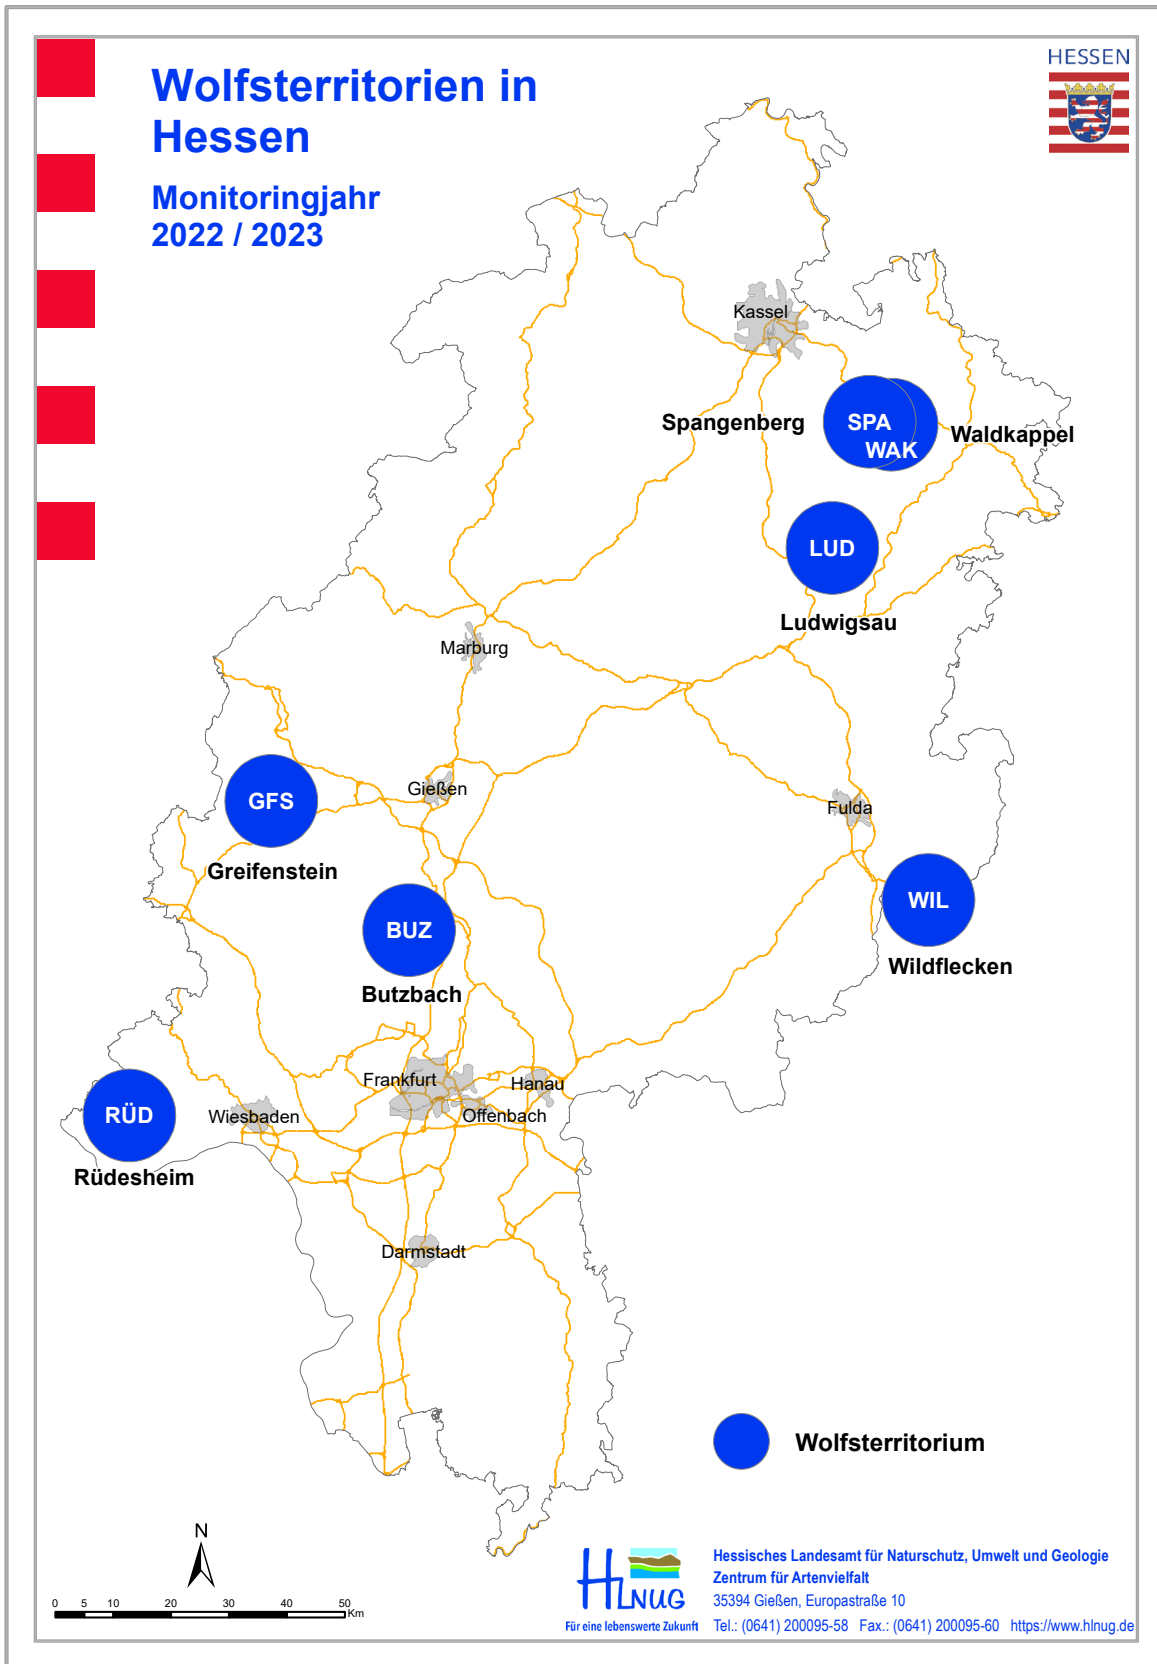 Wolfsterritorien in
Hessen
Monitoringjahr
2022 / 2023
HESSEN
Kassel
Spangenberg
SPA
WAK
Waldkappel
LUD
Ludwigsau
Marburg
GFS
Gießen
Fulda
Greifenstein
BUZ
WIL
Butzbach
Wildflecken
Frankfurt
Hanau
RÜD
Wiesbaden
Offenbach
Rüdesheim
Darmstadt
Wolfsterritorium
N
0 5 10 20 30 40 50
Km
HLNUG
Für eine lebenswerte Zukunft
Hessisches Landesamt für Naturschutz, Umwelt und Geologie
Zentrum für Artenvielfalt
35394 Gießen, Europastraße 10
Tel.: (0641) 200095-58 Fax.: (0641) 200095-60 https://www.hlnug.de